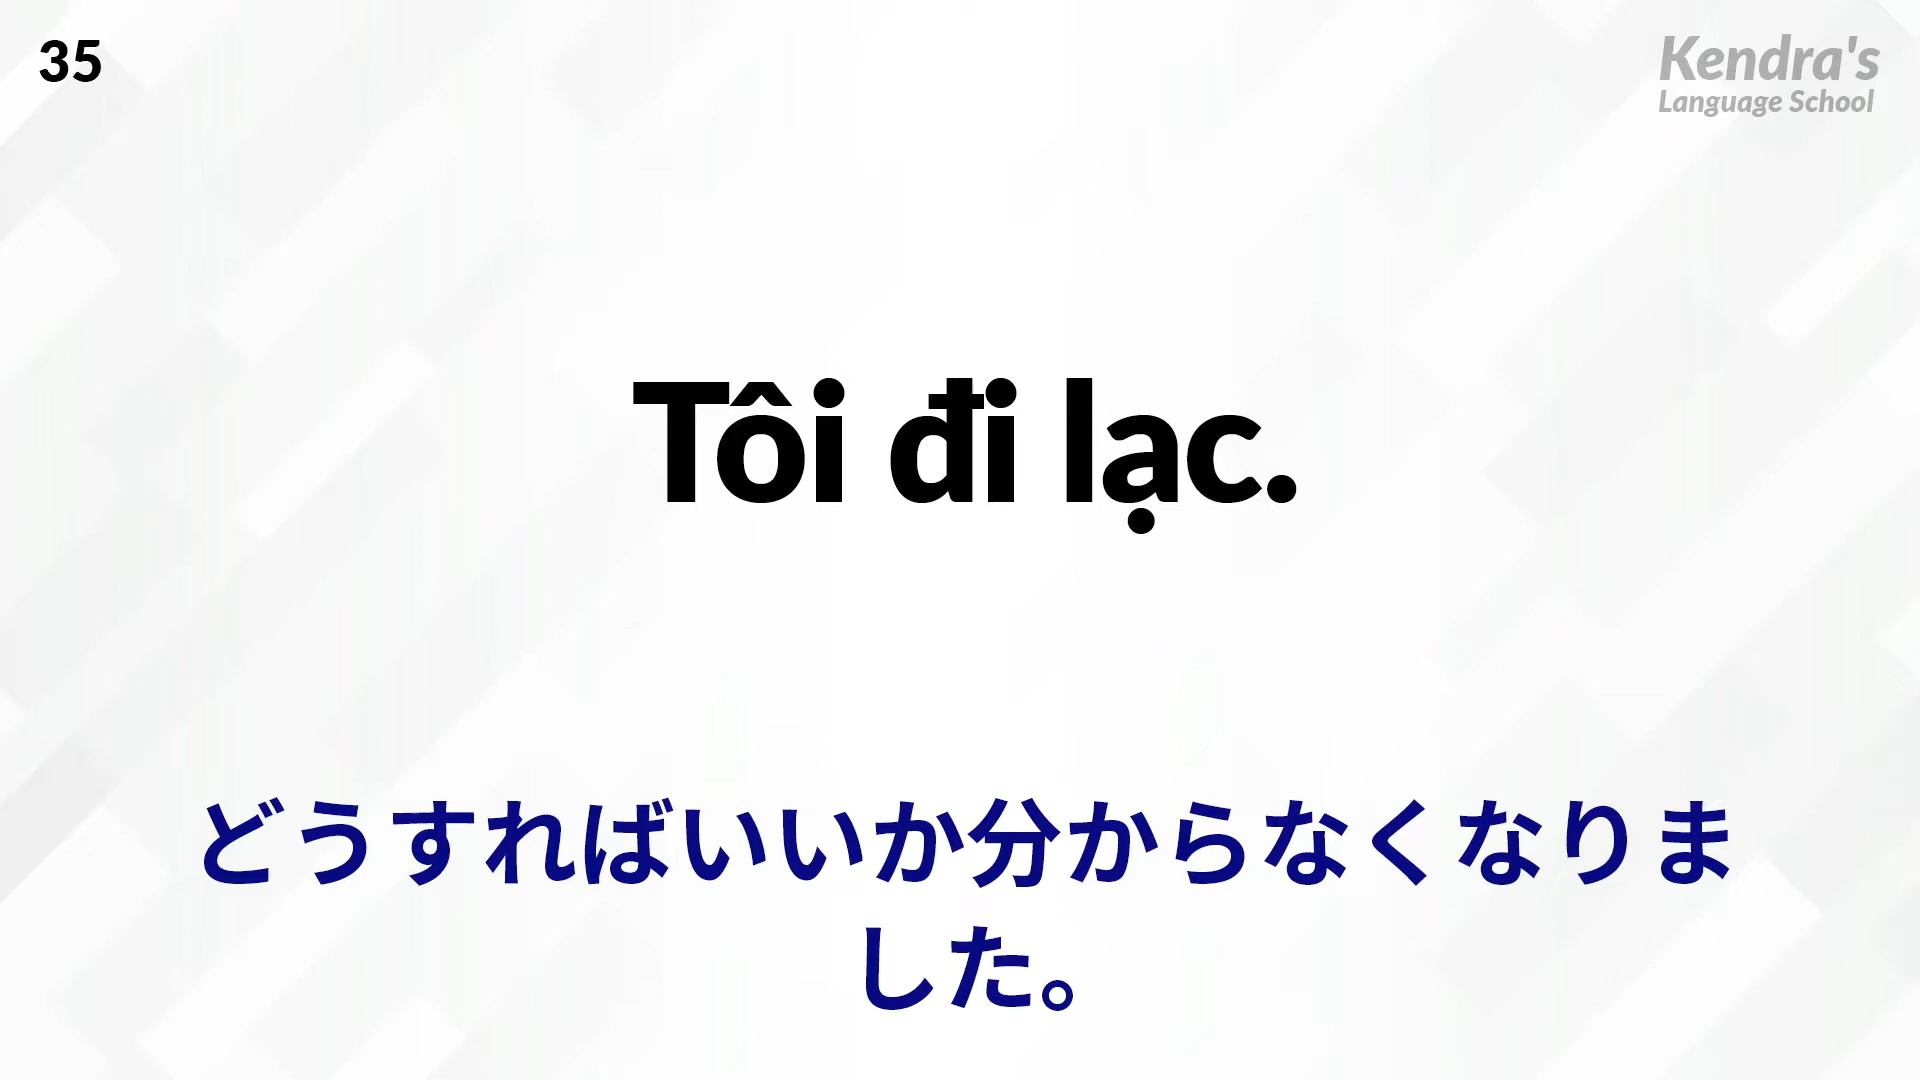 35
Kendra's
Language School
Tôi đi lạc.
どうすればいいか分からなくなりま
した。